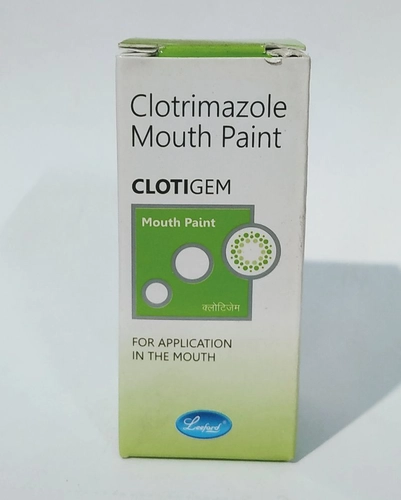 Clotrimazole
Mouth Paint
CLOTIGEM
Mouth Paint
क्लोटिजेम
FOR APPLICATION
IN THE MOUTH
Leeford